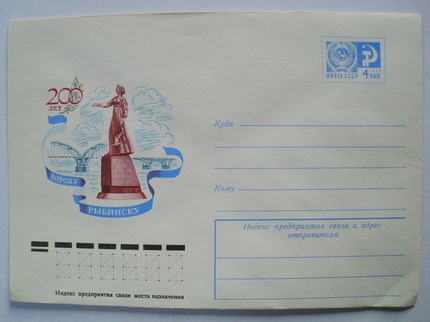 200
ЛЕТ
ГОРОДУ
РЫБИНСКУ
ПОЧТА СССР
4 КОП.
Куда
Кому
Индекс предприятия связи и адрес
отправителя
Индекс предприятия связи места назначения